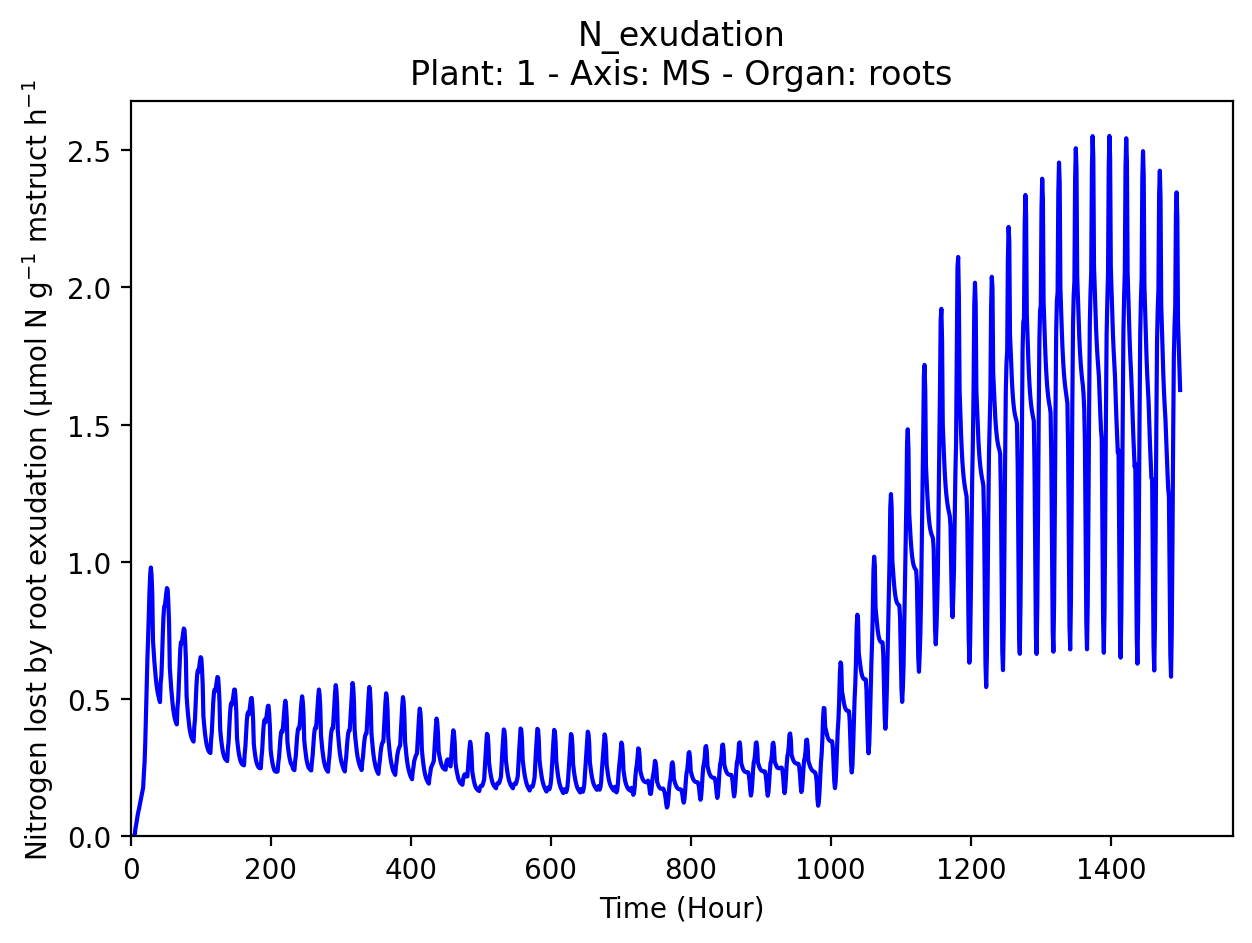 N_exudation
Plant: 1 - Axis: MS - Organ: roots
Nitrogen lost by root exudation (µmol N g⁻¹ mstruct h⁻¹
2.5
2.0
1.5
1.0
0.5
0.0
0 200 400 600 800 1000 1200 1400
Time (Hour)